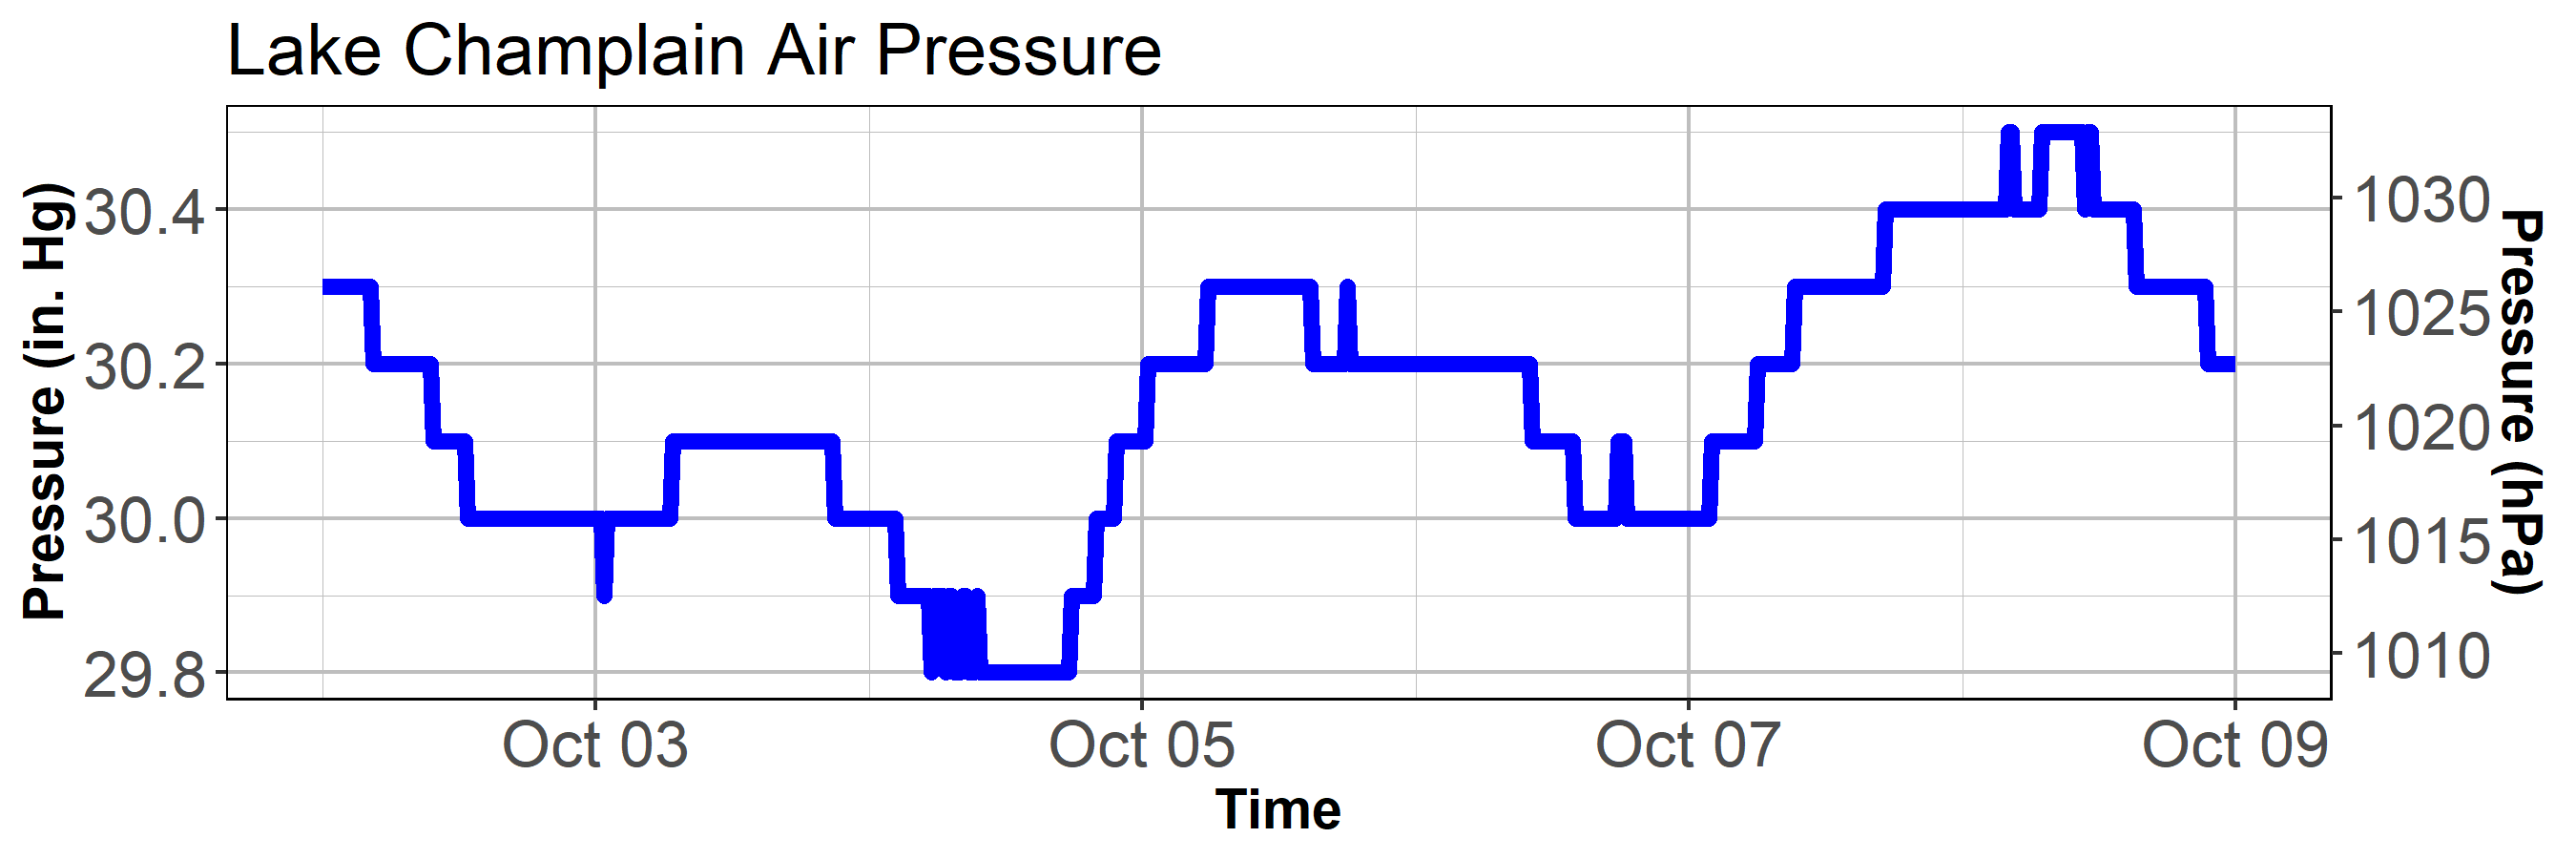 Lake Champlain Air Pressure
Pressure (in. Hg)
30.4
30.2
30.0
29.8
1030
1025
1020
1015
1010
Pressure (hPa)
Oct 03
Oct 05
Oct 07
Oct 09
Time